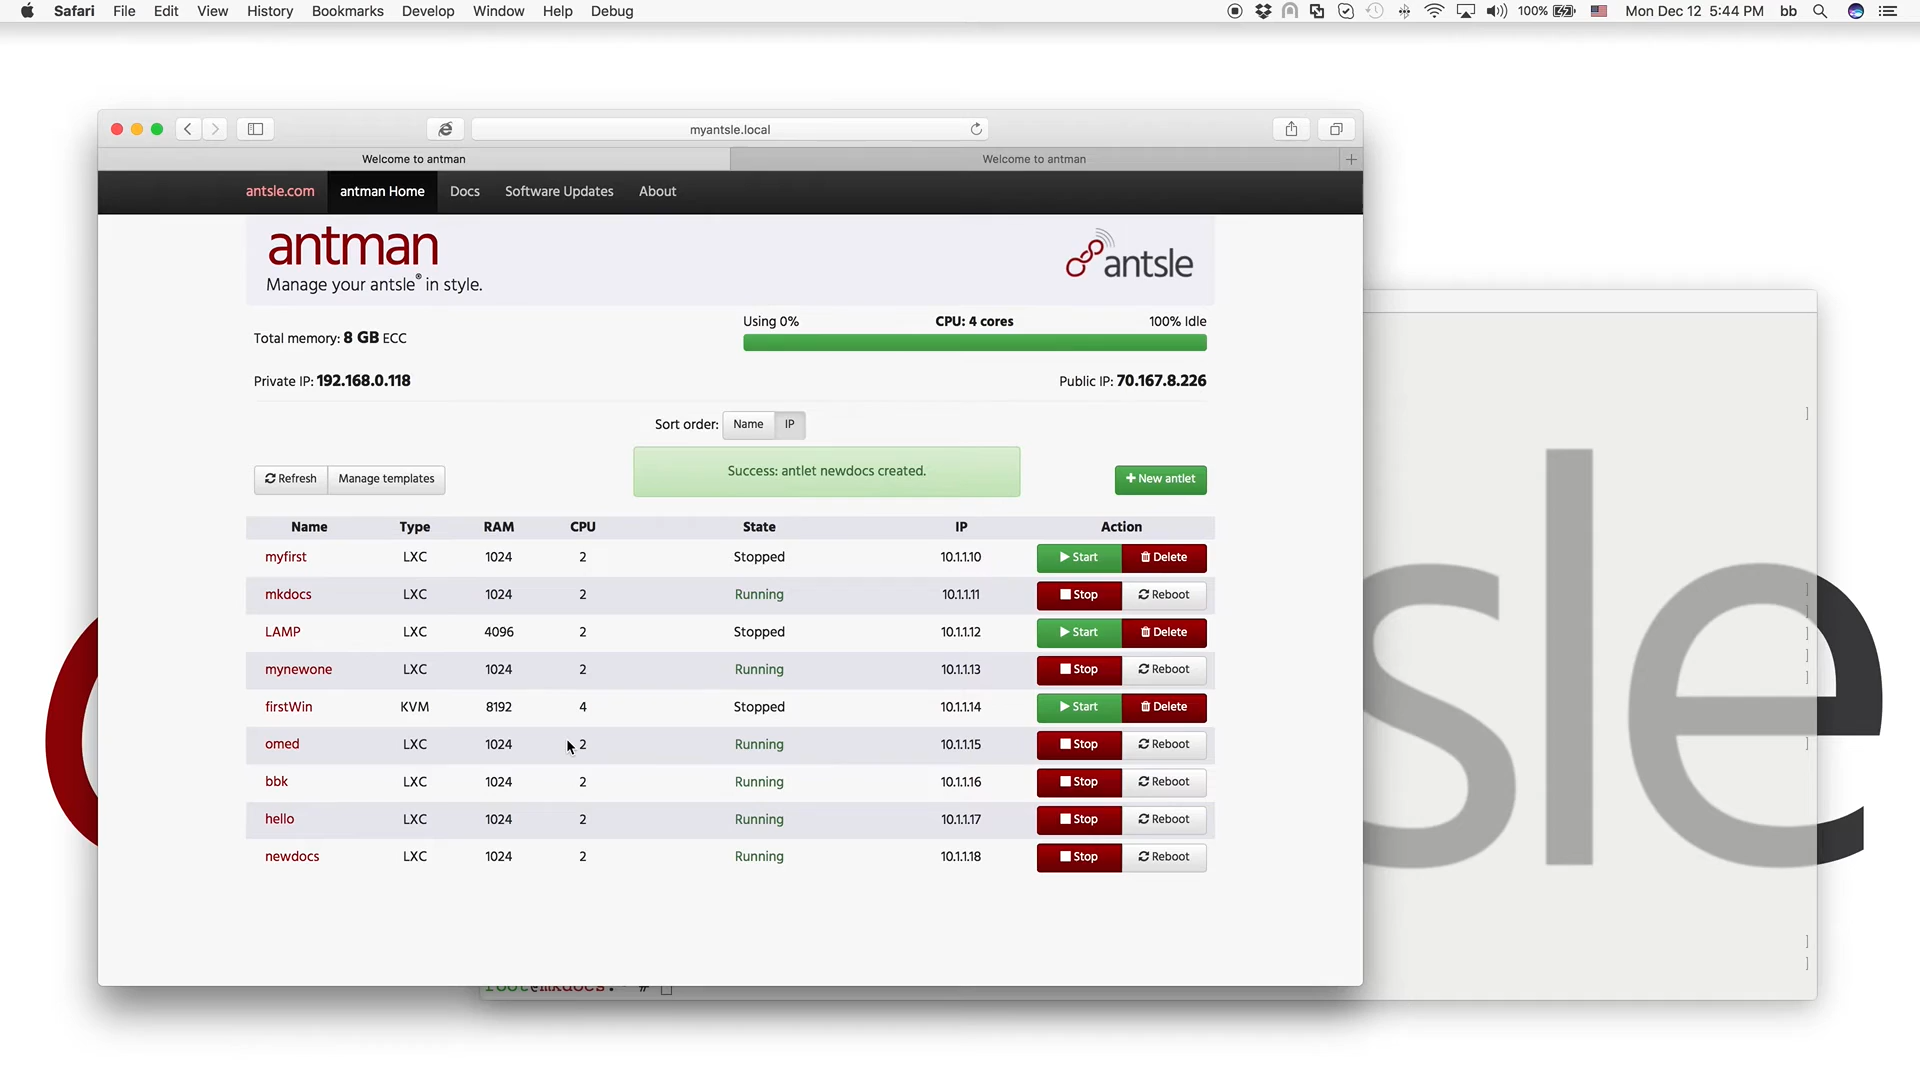 Safari File Edit View History Bookmarks Develop Window Help Debug 100% Mon Dec 12 5:44 PM bb
myantsle.local
Welcome to antman Welcome to antman
antsle.com antman Home Docs Software Updates About
antman
Manage your antsle® in style.
antsle
Using 0% CPU: 4 cores 100% Idle
Total memory: 8 GB ECC
Private IP: 192.168.0.118 Public IP: 70.167.8.226
Sort order: Name IP
Success: antlet newdocs created.
Refresh Manage templates + New antlet
Name Type RAM CPU State IP Action
myfirst LXC 1024 2 Stopped 10.1.1.10 Start Delete
mkdocs LXC 1024 2 Running 10.1.1.11 Stop Reboot
LAMP LXC 4096 2 Stopped 10.1.1.12 Start Delete
mynewone LXC 1024 2 Running 10.1.1.13 Stop Reboot
firstWin KVM 8192 4 Stopped 10.1.1.14 Start Delete
omed LXC 1024 2 Running 10.1.1.15 Stop Reboot
bbk LXC 1024 2 Running 10.1.1.16 Stop Reboot
hello LXC 1024 2 Running 10.1.1.17 Stop Reboot
newdocs LXC 1024 2 Running 10.1.1.18 Stop Reboot
root@mkdocs:~ #
sle